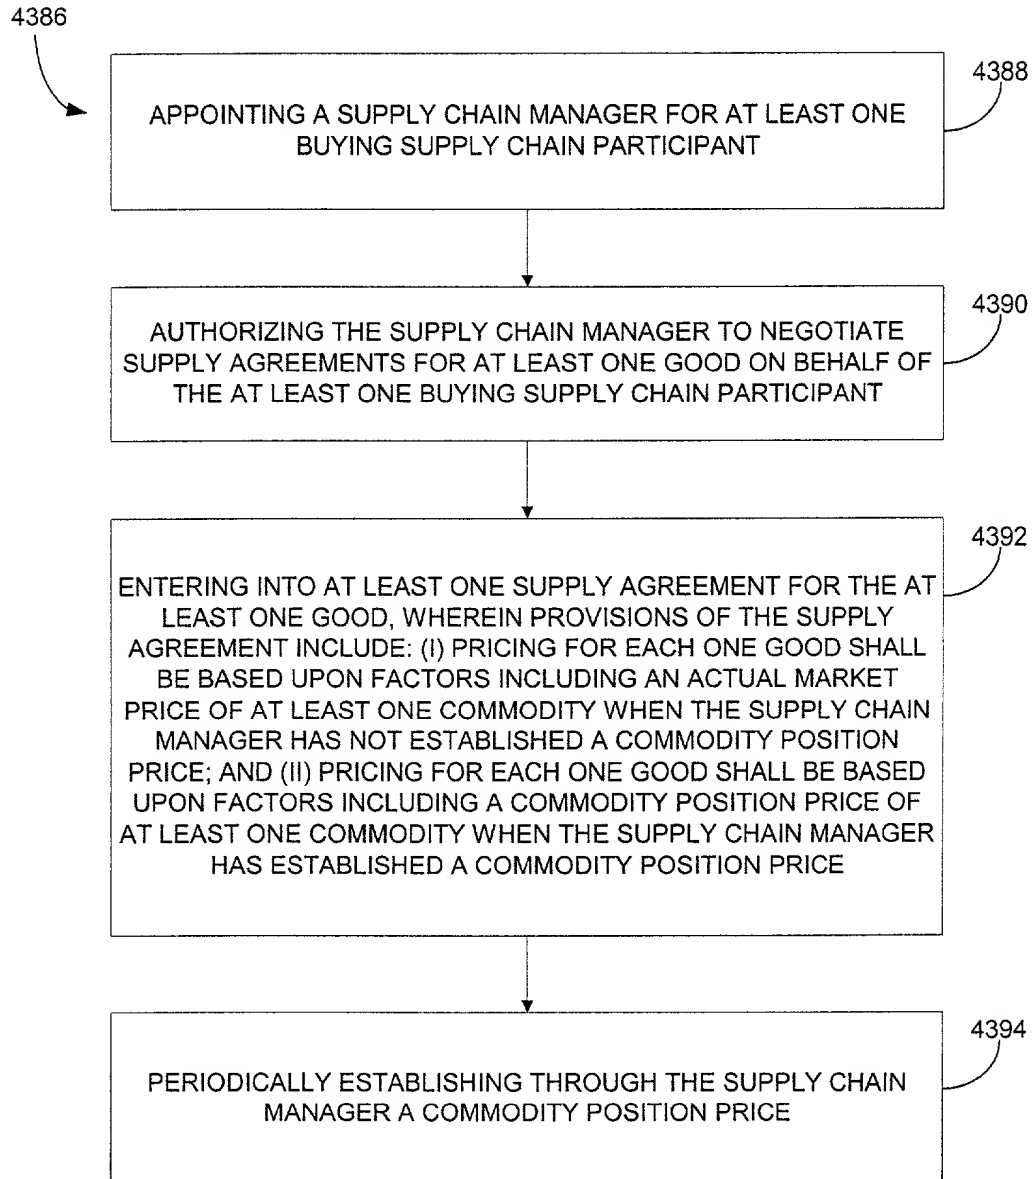 4386
4388
APPOINTING A SUPPLY CHAIN MANAGER FOR AT LEAST ONE
BUYING SUPPLY CHAIN PARTICIPANT
4390
AUTHORIZING THE SUPPLY CHAIN MANAGER TO NEGOTIATE
SUPPLY AGREEMENTS FOR AT LEAST ONE GOOD ON BEHALF OF
THE AT LEAST ONE BUYING SUPPLY CHAIN PARTICIPANT
4392
ENTERING INTO AT LEAST ONE SUPPLY AGREEMENT FOR THE AT
LEAST ONE GOOD, WHEREIN PROVISIONS OF THE SUPPLY
AGREEMENT INCLUDE: (I) PRICING FOR EACH ONE GOOD SHALL
BE BASED UPON FACTORS INCLUDING AN ACTUAL MARKET
PRICE OF AT LEAST ONE COMMODITY WHEN THE SUPPLY CHAIN
MANAGER HAS NOT ESTABLISHED A COMMODITY POSITION
PRICE; AND (II) PRICING FOR EACH ONE GOOD SHALL BE BASED
UPON FACTORS INCLUDING A COMMODITY POSITION PRICE OF
AT LEAST ONE COMMODITY WHEN THE SUPPLY CHAIN MANAGER
HAS ESTABLISHED A COMMODITY POSITION PRICE
4394
PERIODICALLY ESTABLISHING THROUGH THE SUPPLY CHAIN
MANAGER A COMMODITY POSITION PRICE